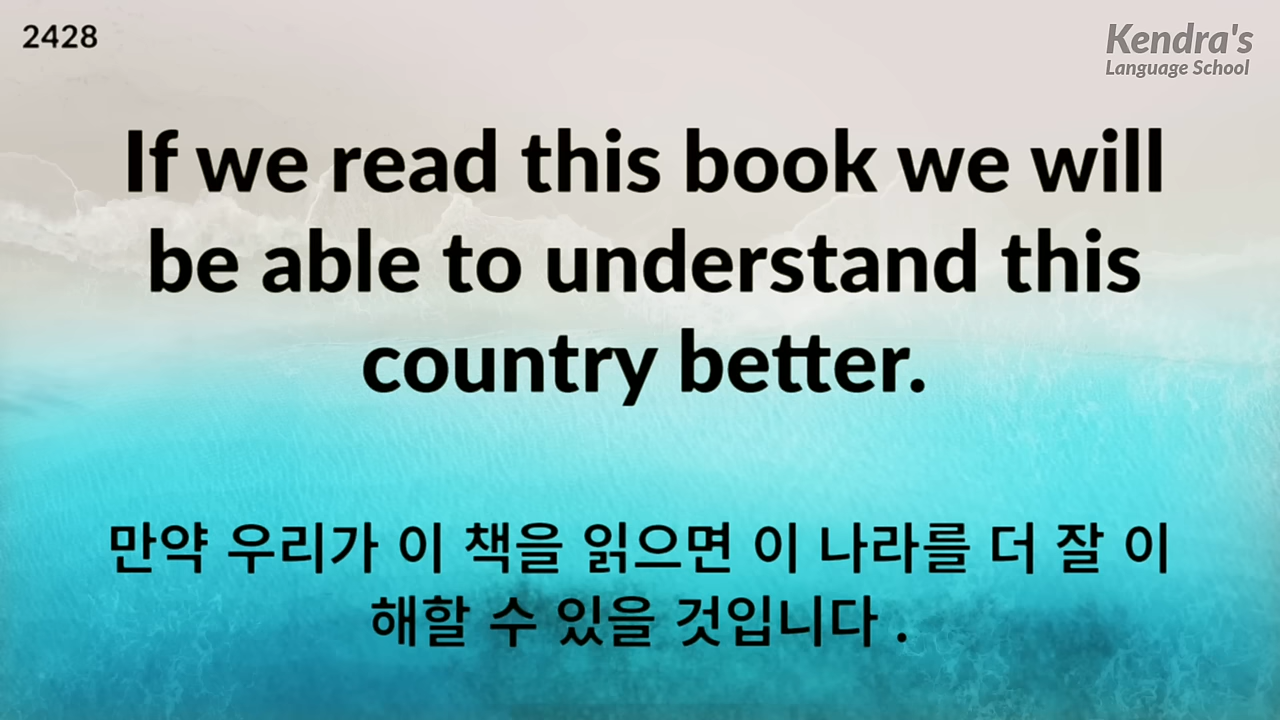 2428
Kendra's
Language School
If we read this book we will
be able to understand this
country better.
만약 우리가 이 책을 읽으면 이 나라를 더 잘 이
해할 수 있을 것입니다 .